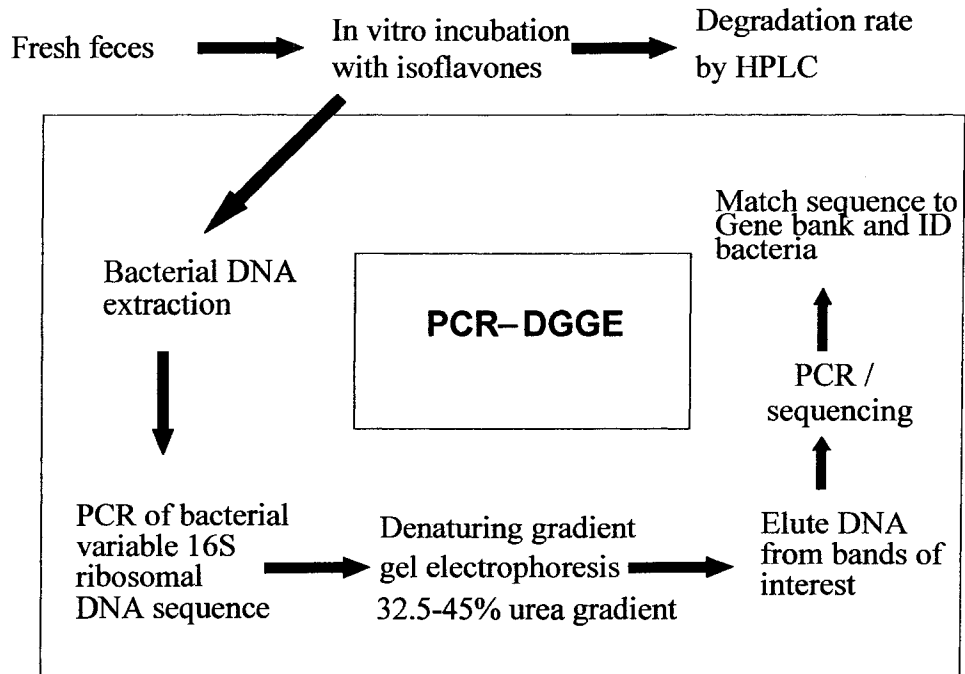 Fresh feces
In vitro incubation
with isoflavones
Degradation rate
by HPLC
Bacterial DNA
extraction
PCR–DGGE
Match sequence to
Gene bank and ID
bacteria
PCR /
sequencing
PCR of bacterial
variable 16S
ribosomal
DNA sequence
Denaturing gradient
gel electrophoresis
32.5-45% urea gradient
Elute DNA
from bands of
interest